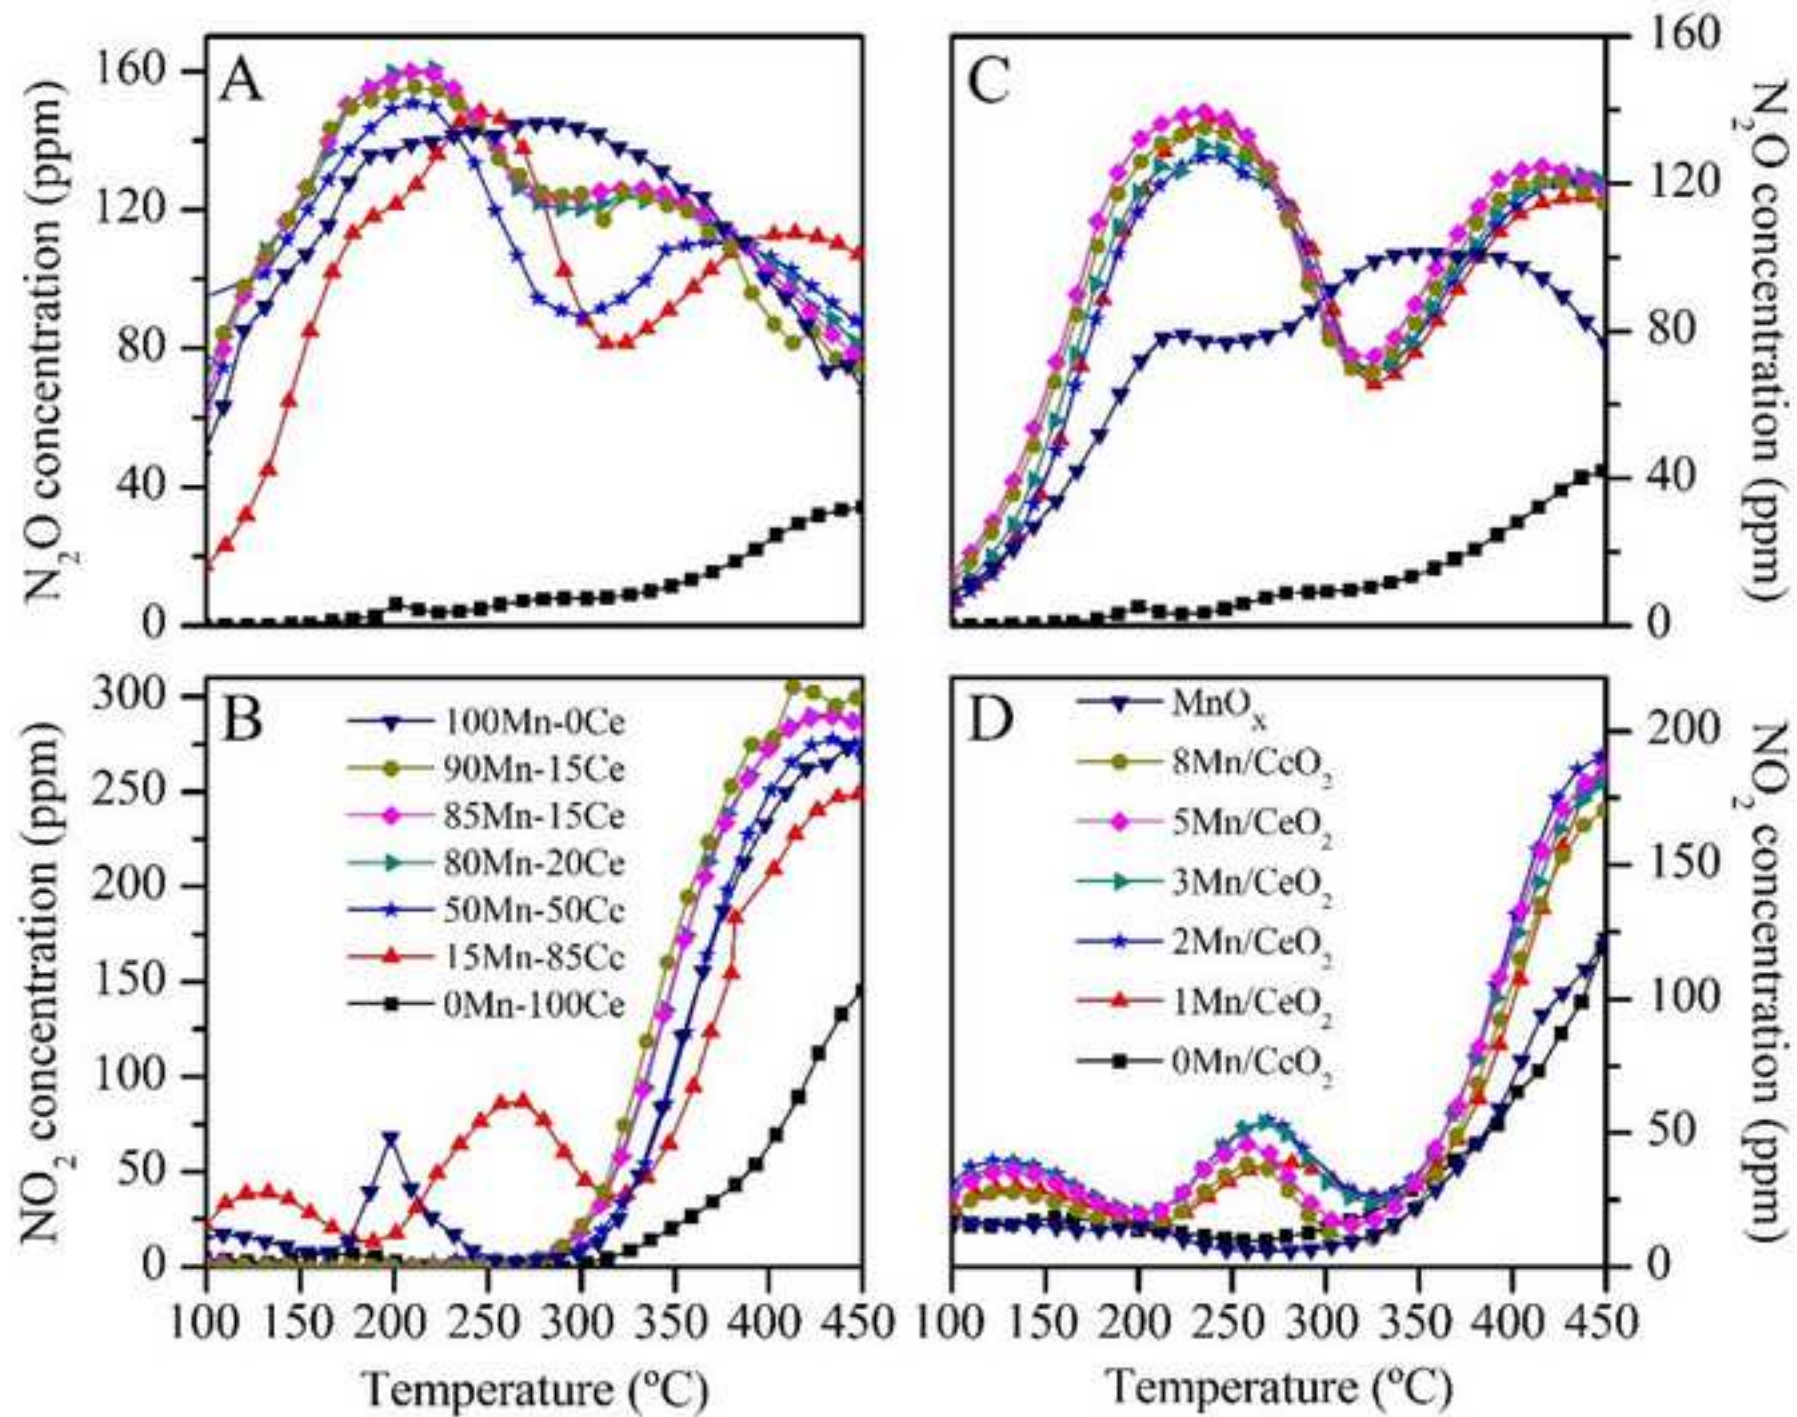 A
160
120
80
40
0
N₂O concentration (ppm)
C
160
120
80
40
0
N₂O concentration (ppm)
B
300
250
200
150
100
50
0
NO₂ concentration (ppm)
100Mn-0Ce
90Mn-15Ce
85Mn-15Ce
80Mn-20Ce
50Mn-50Ce
15Mn-85Ce
0Mn-100Ce
100 150 200 250 300 350 400 450
Temperature (ºC)
D
MnOₓ
8Mn/CeO₂
5Mn/CeO₂
3Mn/CeO₂
2Mn/CeO₂
1Mn/CeO₂
0Mn/CeO₂
200
150
100
50
0
NO₂ concentration (ppm)
100 150 200 250 300 350 400 450
Temperature (ºC)